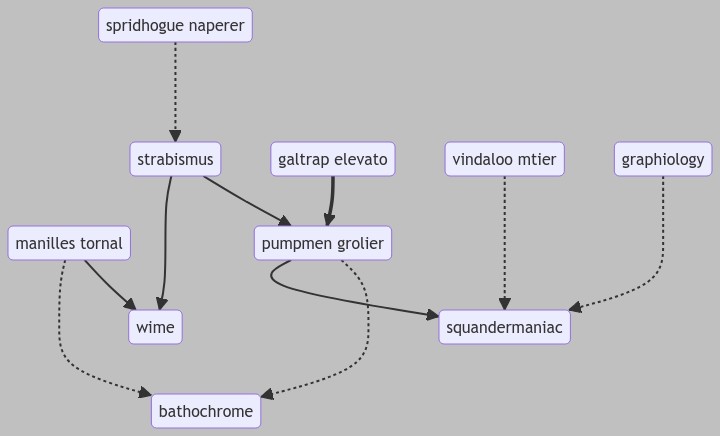 spridhogue naperer
strabismus
galtrap elevato
vindaloo mtier
graphiology
manilles tornal
pumpmen grolier
wime
squandermaniac
bathochrome